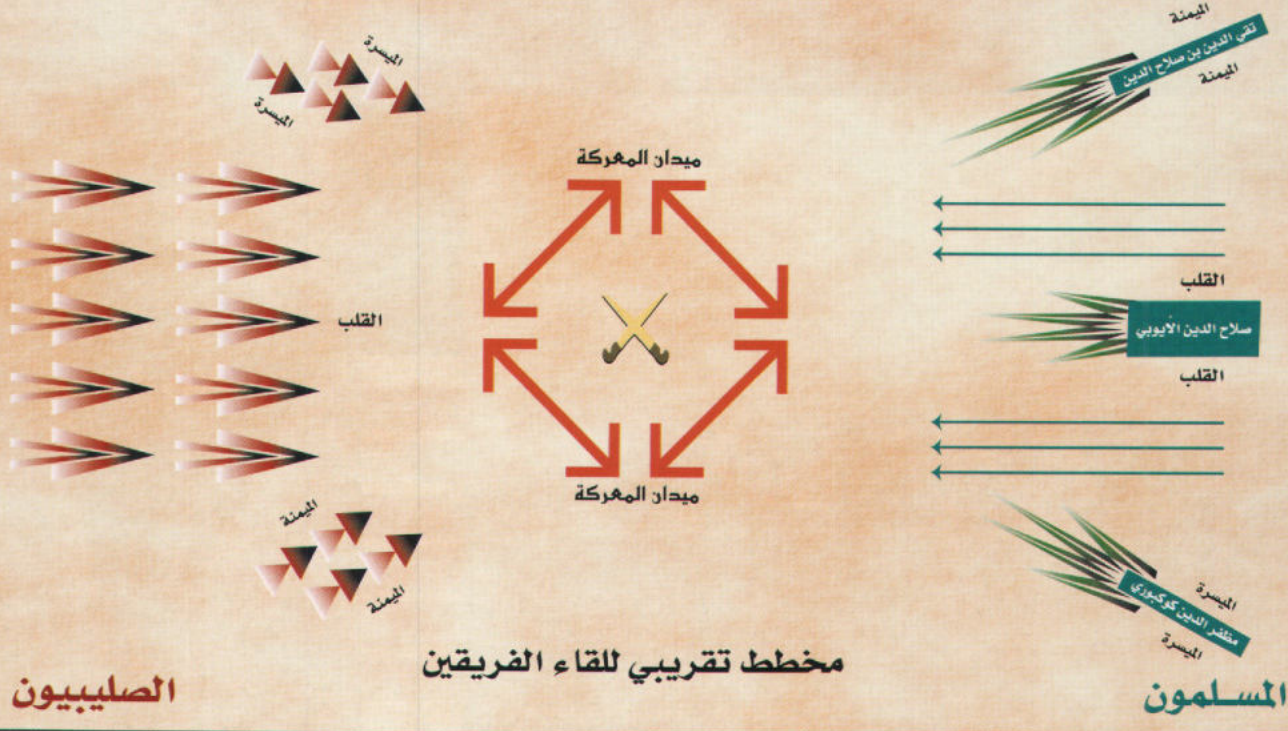 الميمنة
تقي الدين بن صلاح الدين
الميمنة
الميسرة
الميسرة
ميدان المعركة
القلب
صلاح الدين الأيوبي
القلب
القلب
ميدان المعركة
الميمنة
الميمنة
الميسرة
مظفر الدين كوكبوري
الميسرة
مخطط تقريبي للقاء الفريقين
المسلمون
الصليبيون